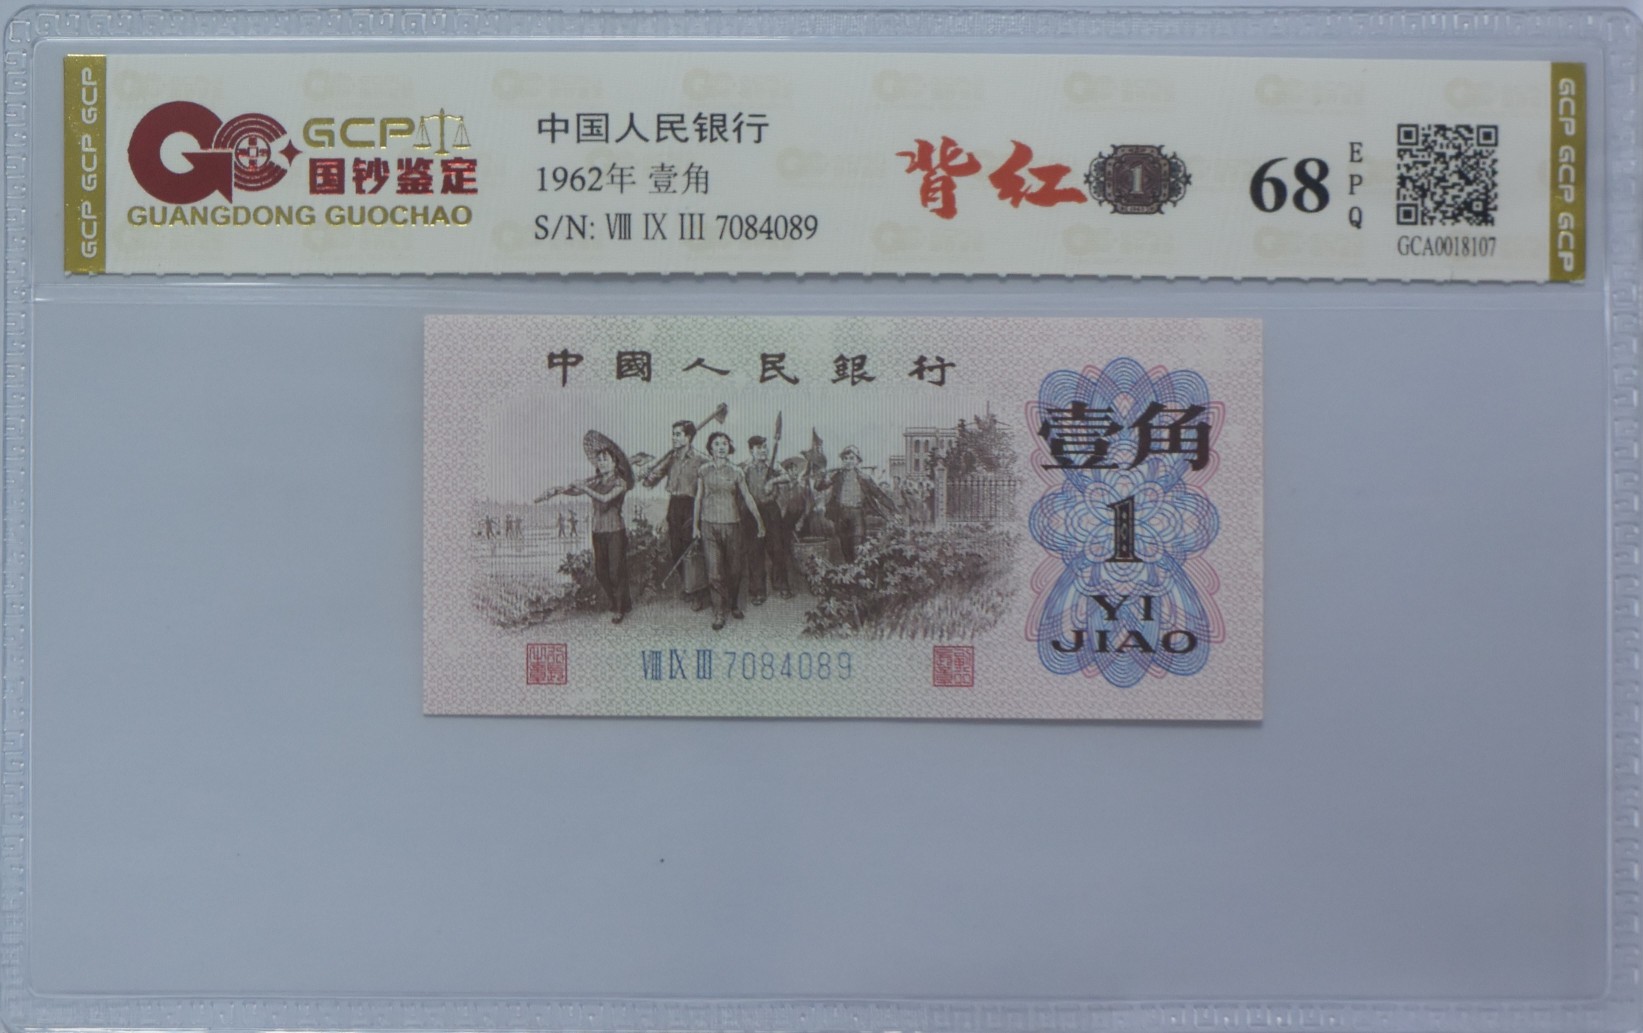 GCP GCP GCP
GCP
国钞鉴定
GUANGDONG GUOCHAO
中国人民银行
1962年 壹角
S/N: Ⅷ Ⅸ Ⅲ 7084089
背红
1
68
EPQ
GCA0018107
GCP GCP GCP
中國人民銀行
壹角
1
YI
JIAO
Ⅷ Ⅸ Ⅲ 7084089